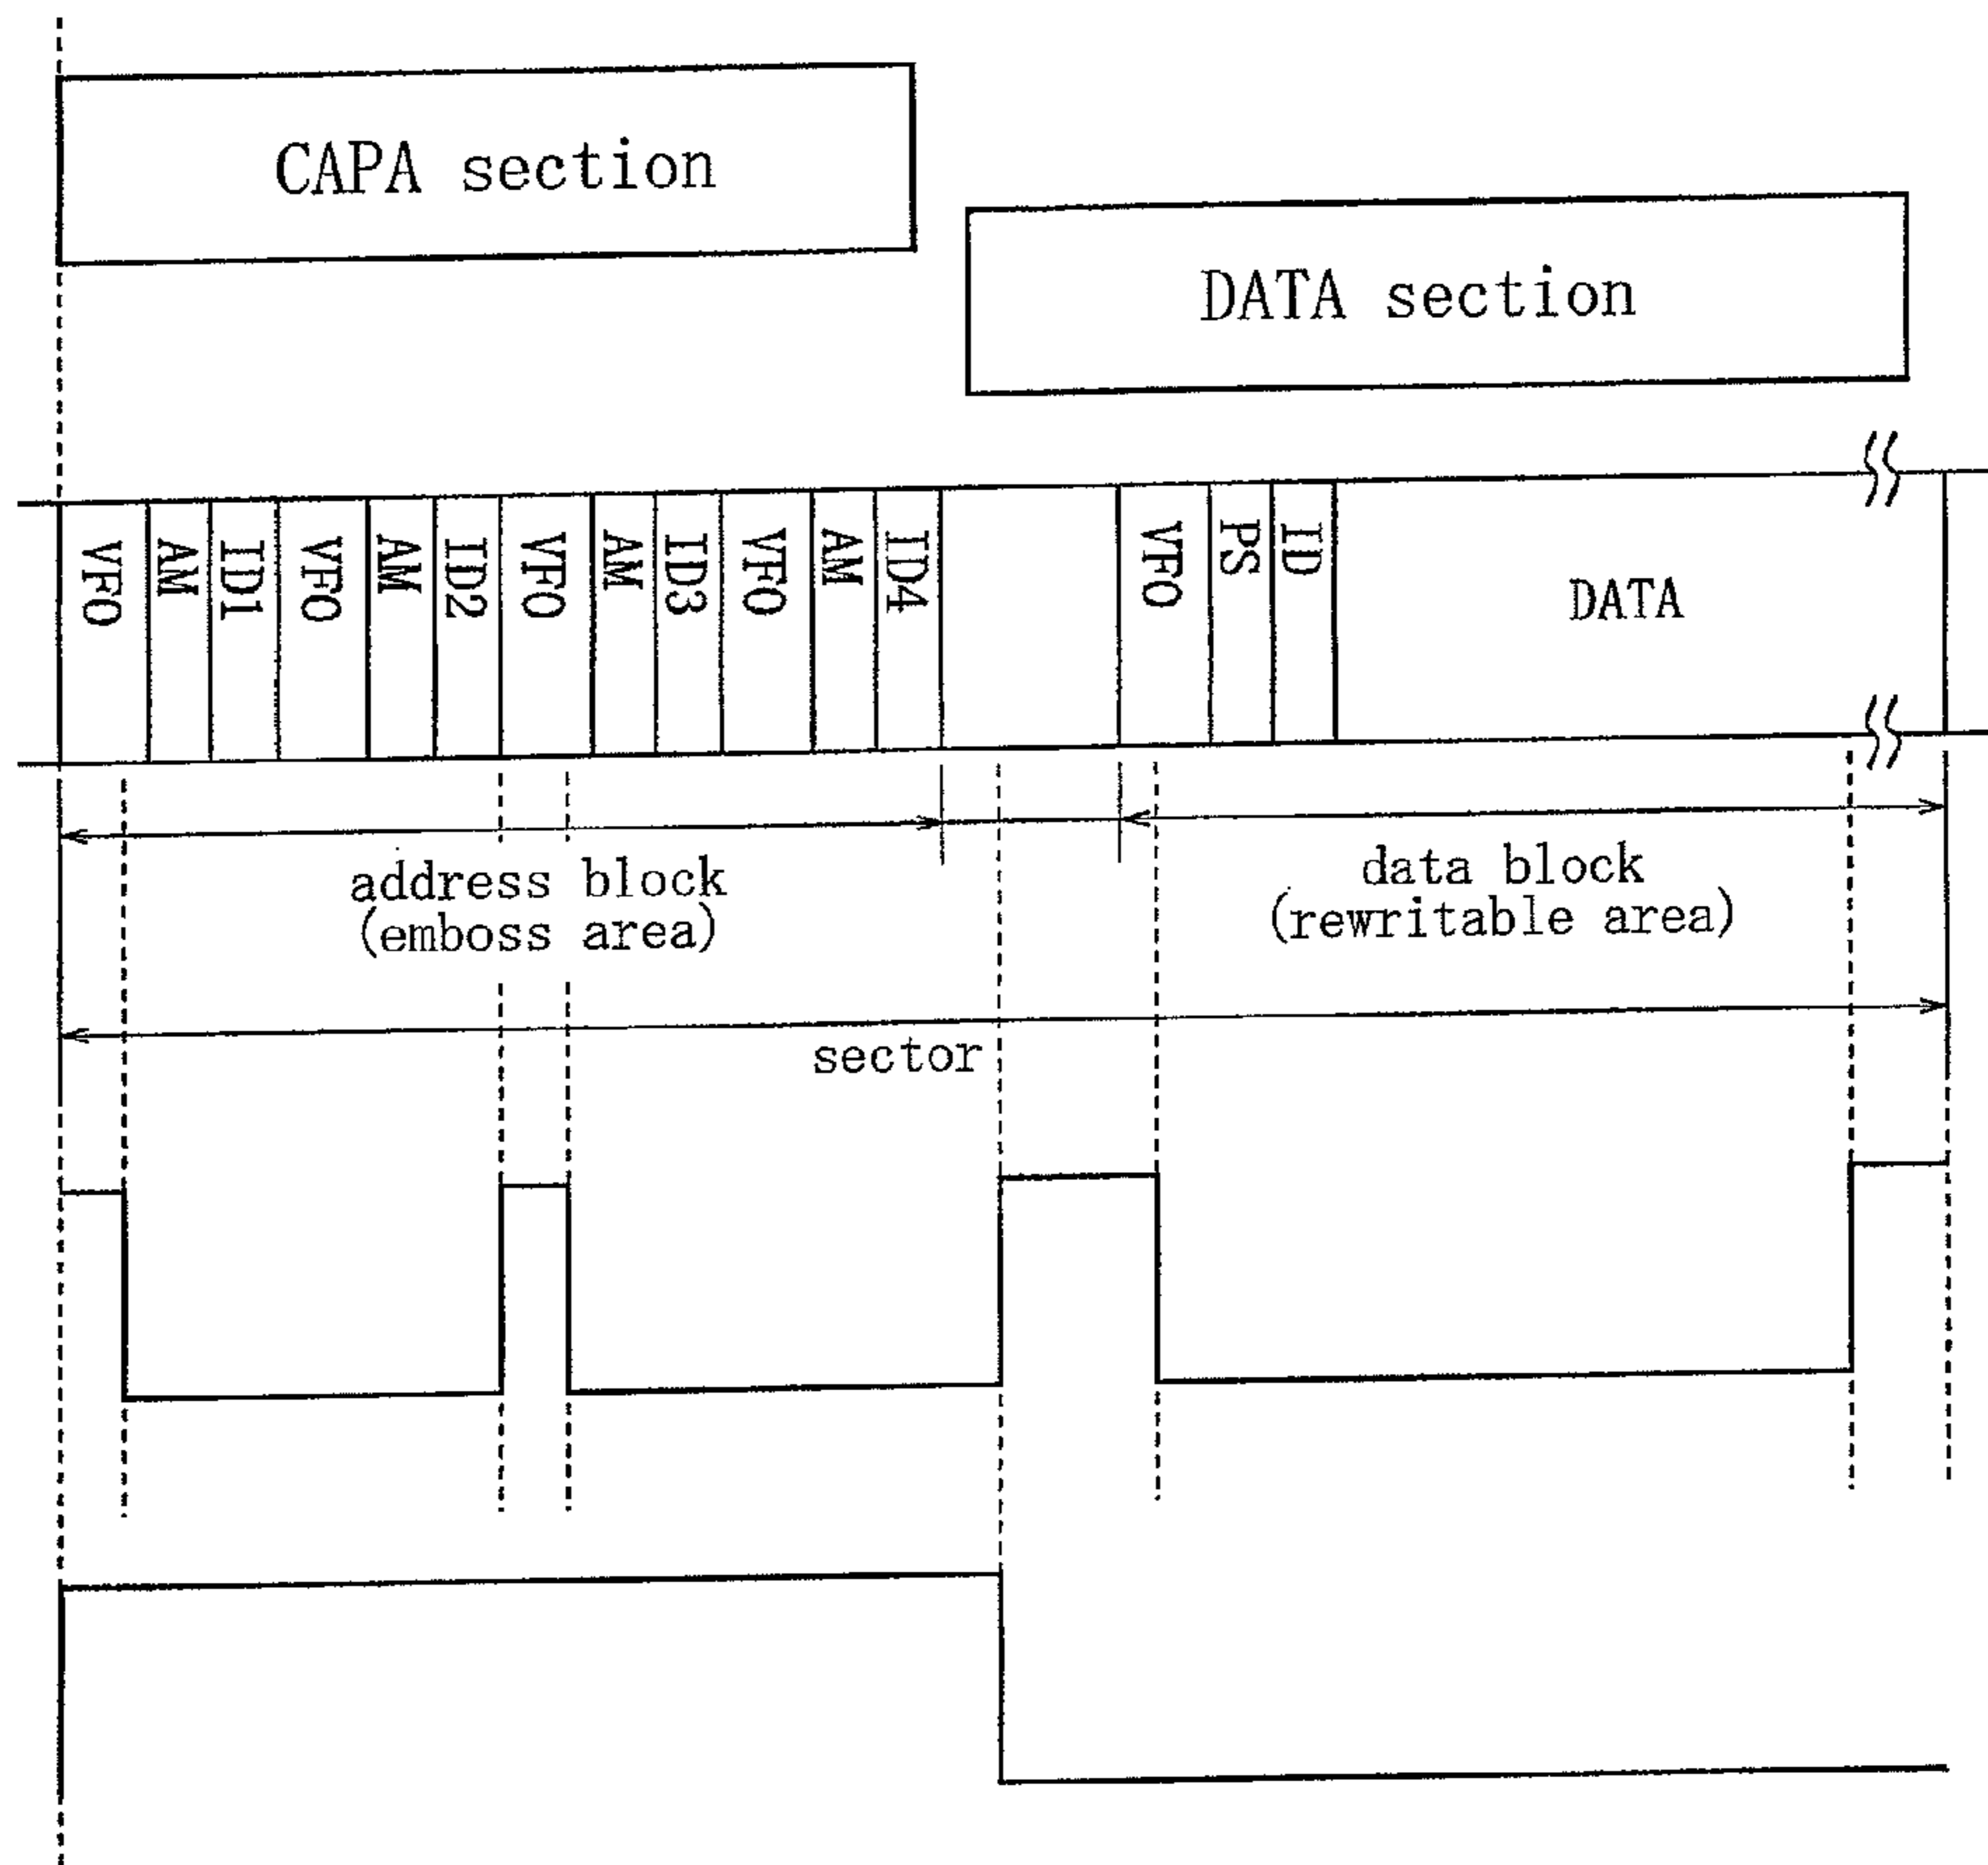 CAPA section
DATA section
VFO
AM
ID1
VFO
AM
ID2
VFO
AM
ID3
VFO
AM
ID4
VFO
PS
ID
DATA
address block
(emboss area)
data block
(rewritable area)
sector